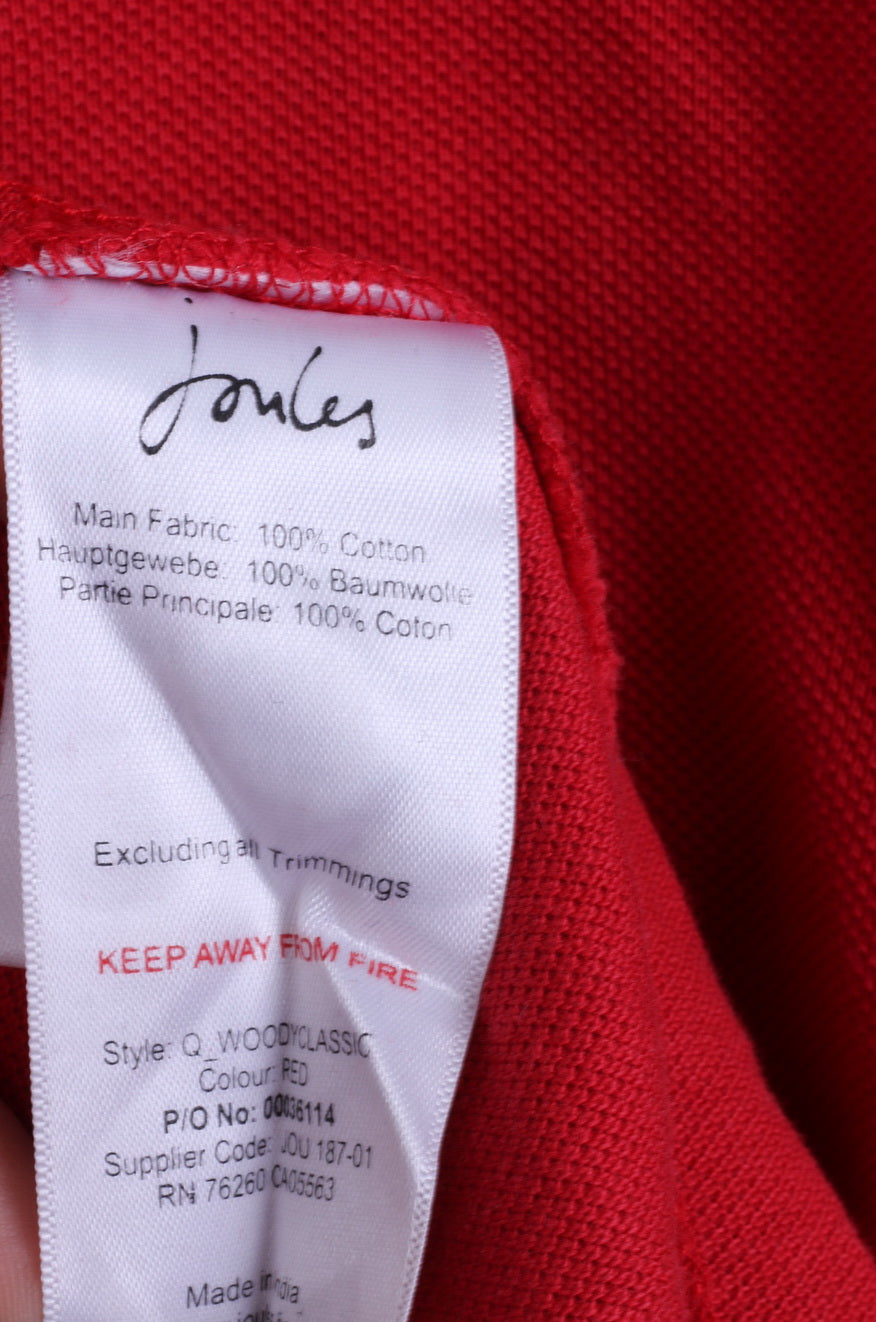 joules
Main Fabric: 100% Cotton
Hauptgewebe: 100% Baumwolle
Partie Principale: 100% Coton
Excluding all Trimmings
KEEP AWAY FROM FIRE
Style: Q_WOODYCLASSIC
Colour: RED
P/O No: 00036114
Supplier Code: JOU 187-01
RN 76260 CA05563
Made in India